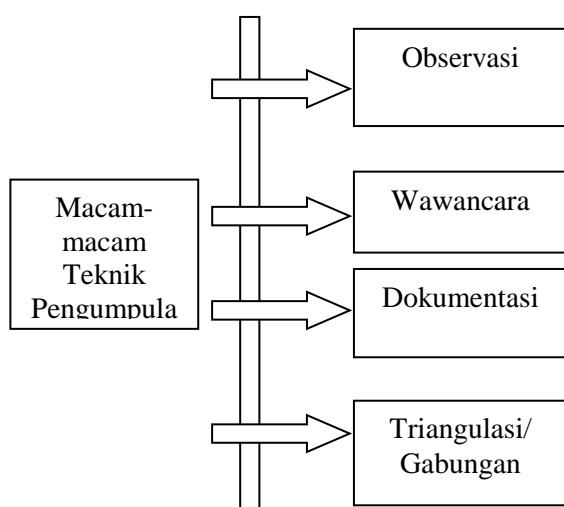 Macam-
macam
Teknik
Pengumpula
Observasi
Wawancara
Dokumentasi
Triangulasi/
Gabungan